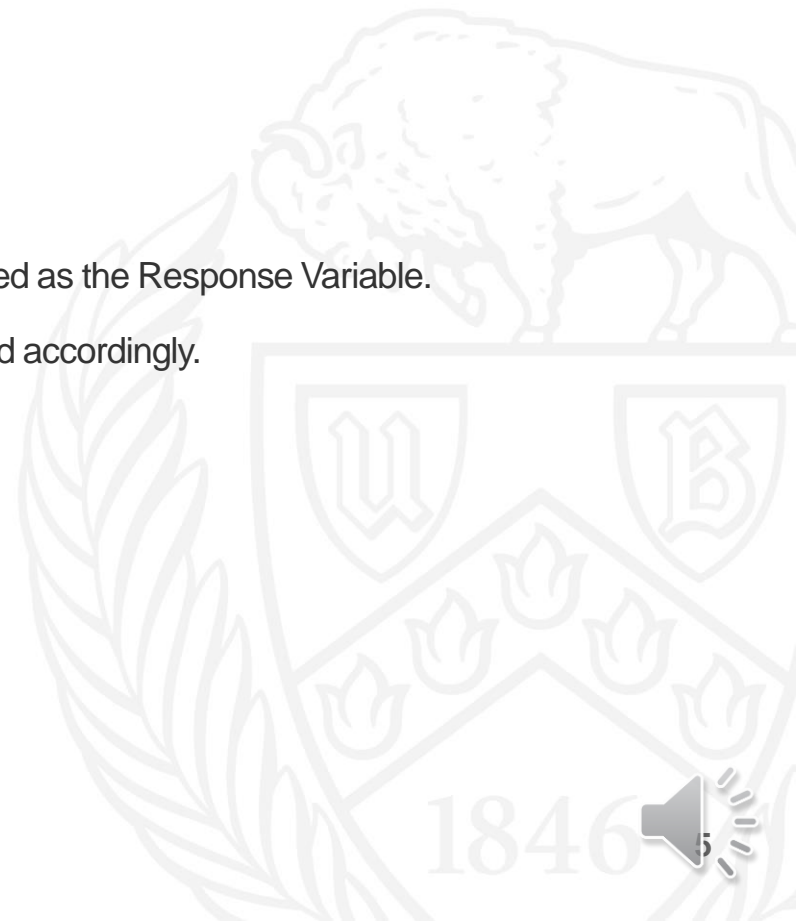 ed as the Response Variable.
d accordingly.
U B
1846
5